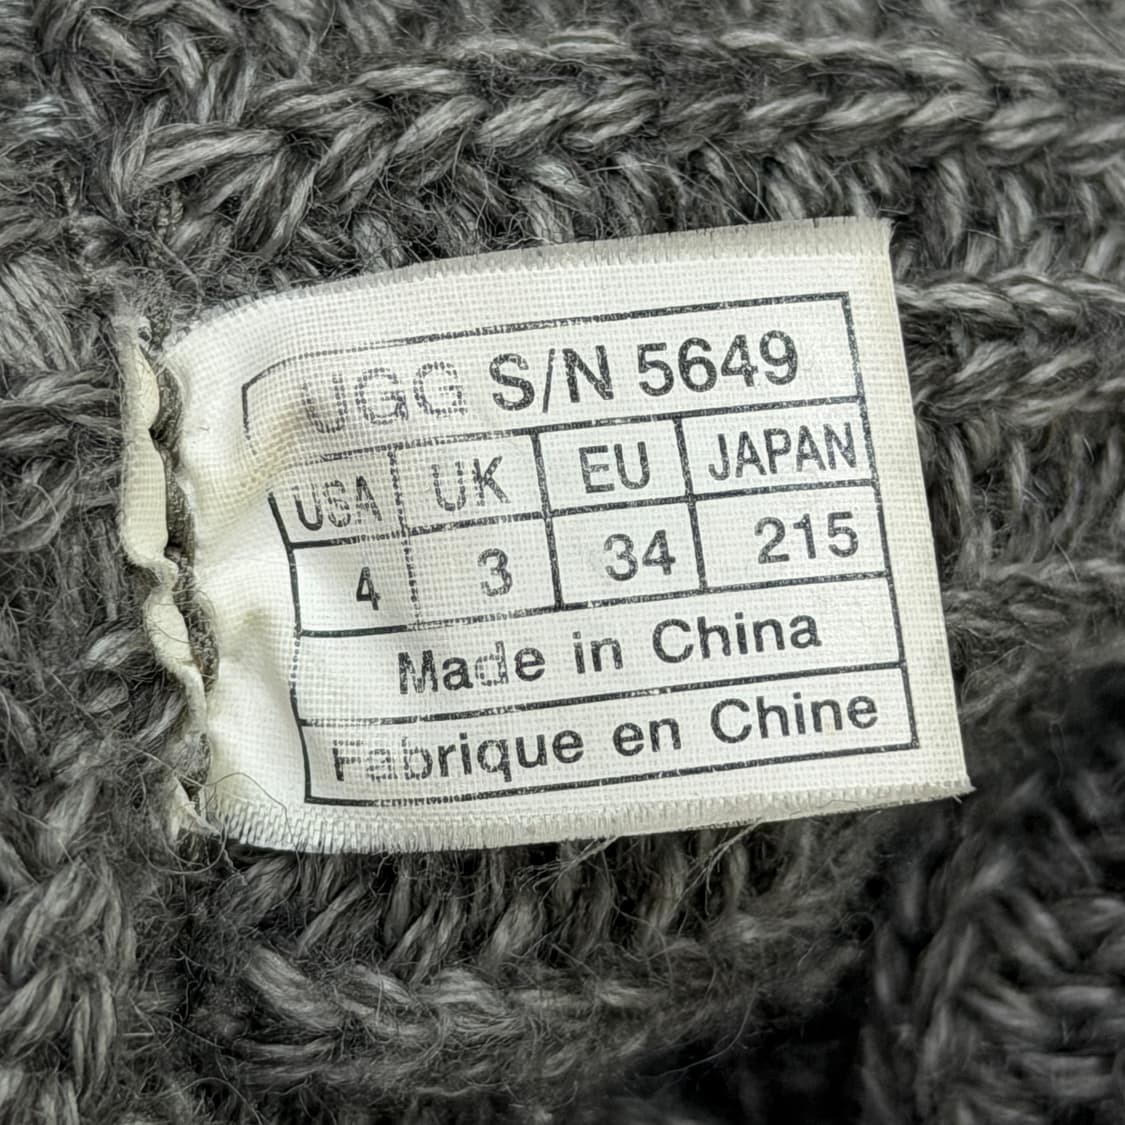 UGG S/N 5649
USA UK EU JAPAN
4 3 34 215
Made in China
Fabrique en Chine